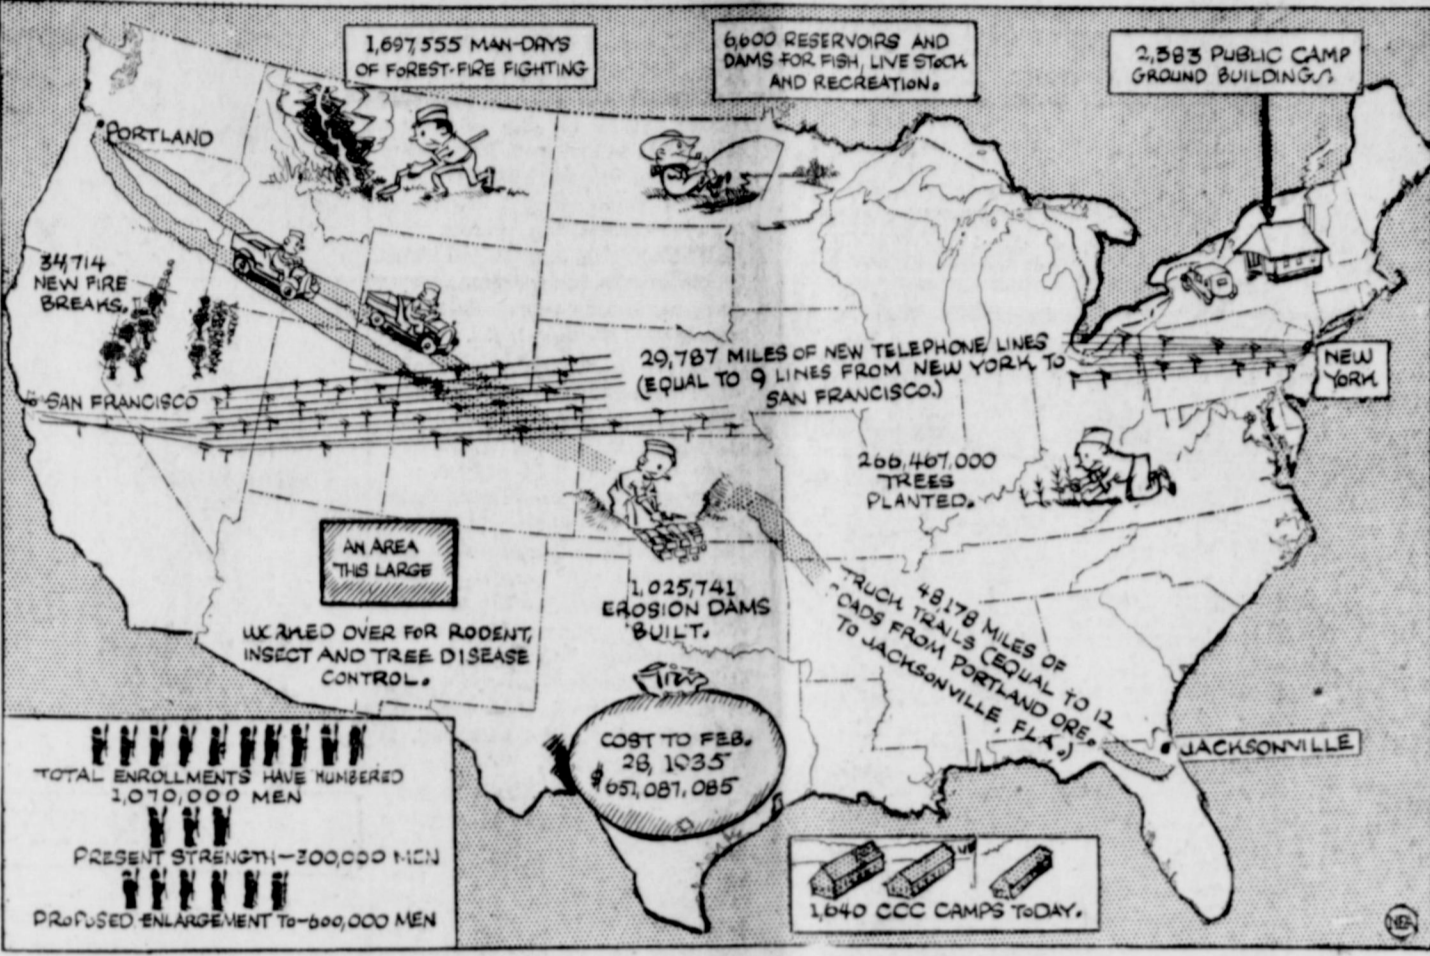 1,697,555 MAN-DAYS
OF FOREST-FIRE FIGHTING
6,600 RESERVOIRS AND
DAMS FOR FISH, LIVE STOCK
AND RECREATION.
2,383 PUBLIC CAMP
GROUND BUILDINGS
PORTLAND
34,714
NEW FIRE
BREAKS.
29,787 MILES OF NEW TELEPHONE LINES
(EQUAL TO 9 LINES FROM NEW YORK TO
SAN FRANCISCO.)
NEW
YORK
SAN FRANCISCO
266,467,000
TREES
PLANTED.
AN AREA
THIS LARGE
WORKED OVER FOR RODENT,
INSECT AND TREE DISEASE
CONTROL.
1,025,741
EROSION DAMS
BUILT.
48,178 MILES OF
TRUCK TRAILS (EQUAL TO 12
ROADS FROM PORTLAND ORE.
TO JACKSONVILLE, FLA.)
JACKSONVILLE
COST TO FEB.
28, 1935
$651,087,085
TOTAL ENROLLMENTS HAVE NUMBERED
1,070,000 MEN
PRESENT STRENGTH-300,000 MEN
PROPOSED ENLARGEMENT TO-600,000 MEN
1,640 CCC CAMPS TODAY.
NEA